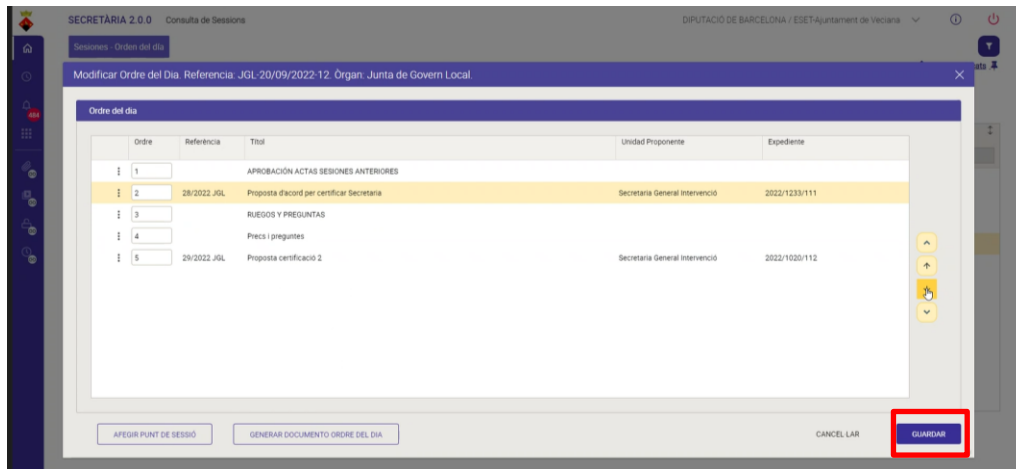 SECRETÀRIA 2.0.0 Consulta de Sessions DIPUTACIÓ DE BARCELONA / ESET-Ajuntament de Veciana
Sesiones - Orden del día
ats
Modificar Ordre del Dia. Referencia: JGL-20/09/2022-12. Òrgan: Junta de Govern Local.
484
Ordre del dia
Ordre Referència Títol Unidad Proponente Expediente
1 APROBACIÓN ACTAS SESIONES ANTERIORES
2 28/2022 JGL Proposta d'acord per certificar Secretaria Secretaria General Intervenció 2022/1233/111
3 RUEGOS Y PREGUNTAS
4 Precs i preguntes
5 29/2022 JGL Proposta certificació 2 Secretaria General Intervenció 2022/1020/112
AFEGIR PUNT DE SESSIÓ GENERAR DOCUMENTO ORDRE DEL DIA CANCEL·LAR GUARDAR